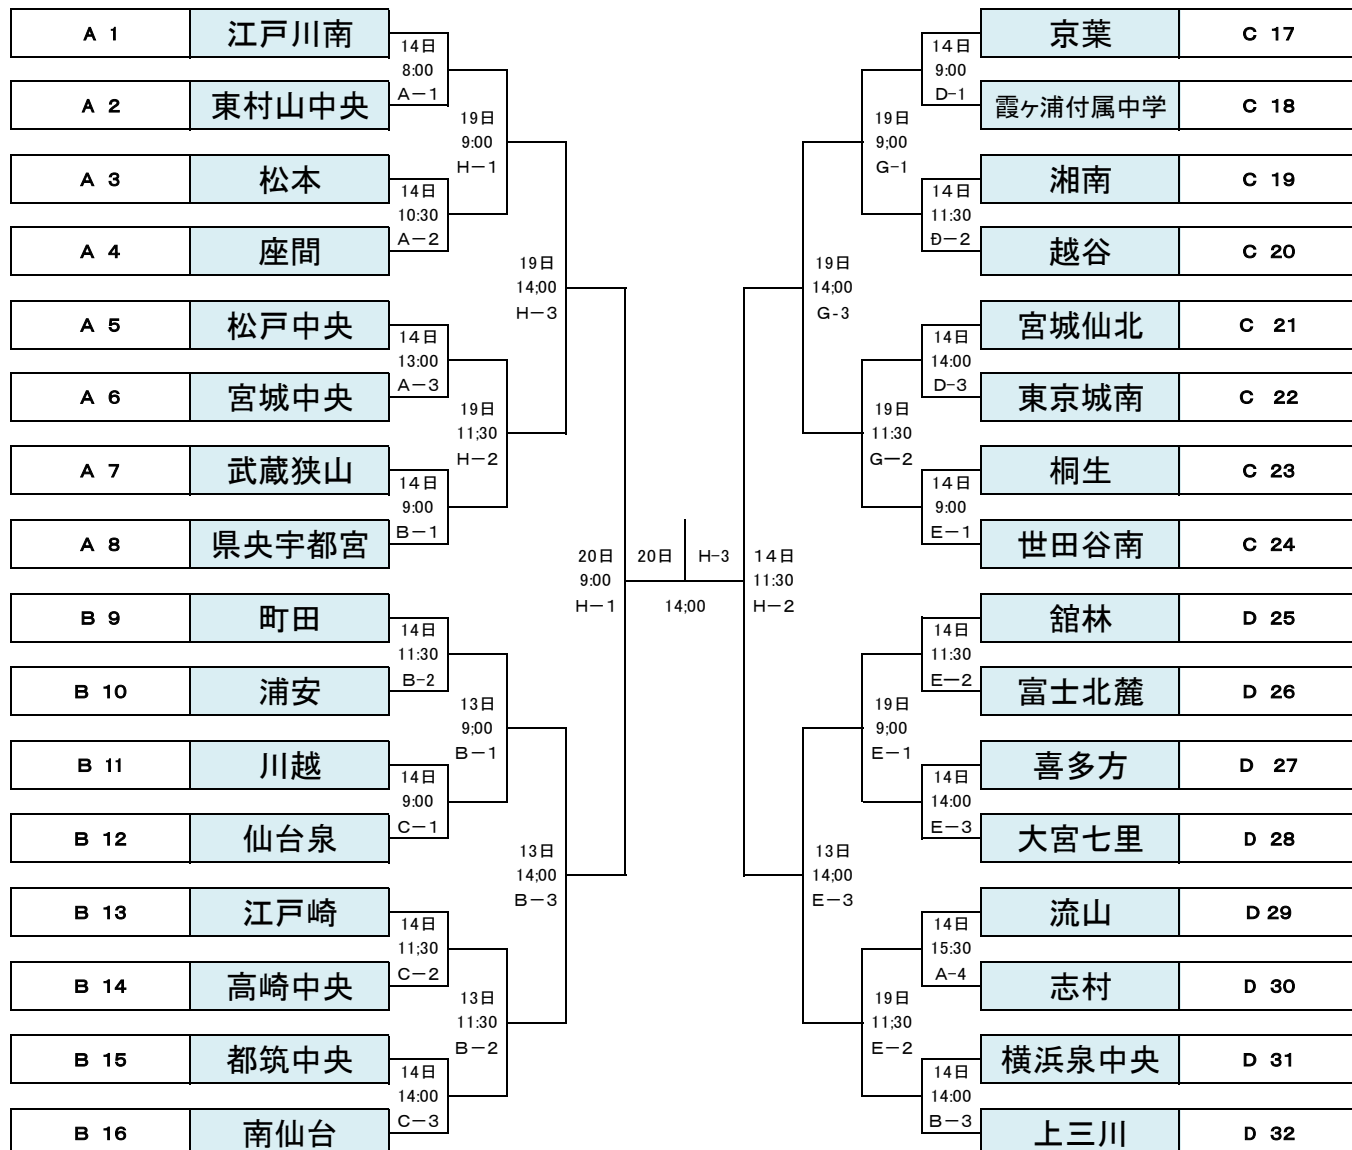 A 1 江戸川南
14日
8:00
A－1
A 2 東村山中央
19日
9:00
H－1
A 3 松本
14日
10:30
A－2
A 4 座間
19日
14;00
H－3
A 5 松戸中央
14日
13:00
A－3
A 6 宮城中央
19日
11;30
H－2
A 7 武蔵狭山
14日
9:00
B－1
A 8 県央宇都宮
20日
9:00
H－1
B 9 町田
14日
11:30
B-2
B 10 浦安
13日
9;00
B－1
B 11 川越
14日
9:00
C－1
B 12 仙台泉
13日
14;00
B－3
B 13 江戸崎
14日
11;30
C－2
B 14 高崎中央
13日
11:30
B－2
B 15 都筑中央
14日
14:00
C－3
B 16 南仙台
20日 H-3
14;00
京葉 C 17
14日
9:00
D-1
霞ヶ浦付属中学 C 18
19日
9;00
G-1
湘南 C 19
14日
11:30
D－2
越谷 C 20
19日
14;00
G-3
宮城仙北 C 21
14日
14:00
D-3
東京城南 C 22
19日
11:30
G－2
桐生 C 23
14日
9:00
E－1
世田谷南 C 24
14日
11:30
H－2
舘林 D 25
14日
11:30
E－2
富士北麓 D 26
19日
9;00
E－1
喜多方 D 27
14日
14:00
E－3
大宮七里 D 28
13日
14:00
E－3
流山 D 29
14日
15:30
A-4
志村 D 30
19日
11;30
E－2
横浜泉中央 D 31
14日
14:00
B－3
上三川 D 32